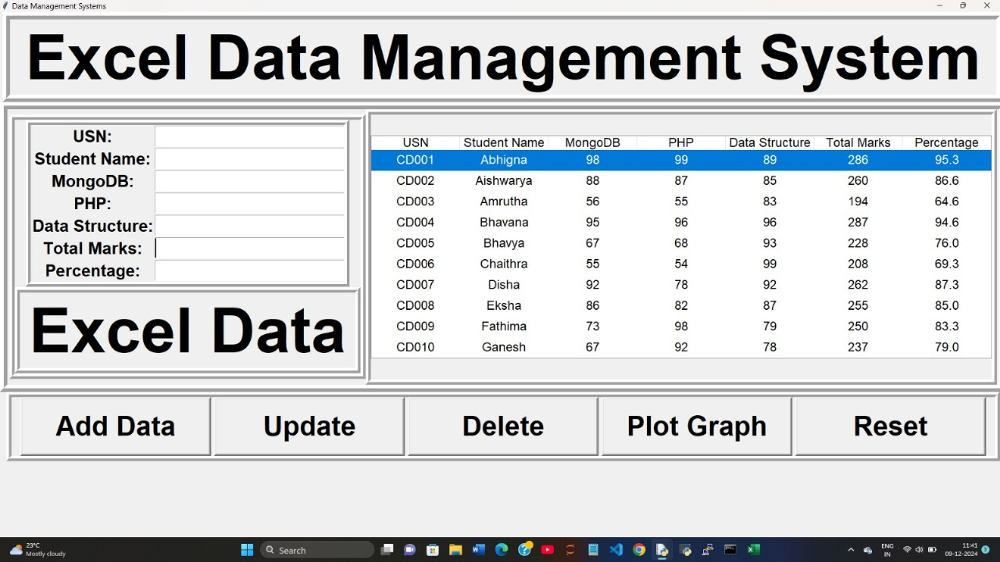 Data Management Systems
Excel Data Management System
USN:
Student Name:
MongoDB:
PHP:
Data Structure:
Total Marks:
Percentage:
Excel Data
USN Student Name MongoDB PHP Data Structure Total Marks Percentage
CD001 Abhigna 98 99 89 286 95.3
CD002 Aishwarya 88 87 85 260 86.6
CD003 Amrutha 56 55 83 194 64.6
CD004 Bhavana 95 96 96 287 94.6
CD005 Bhavya 67 68 93 228 76.0
CD006 Chaithra 55 54 99 208 69.3
CD007 Disha 92 78 92 262 87.3
CD008 Eksha 86 82 87 255 85.0
CD009 Fathima 73 98 79 250 83.3
CD010 Ganesh 67 92 78 237 79.0
Add Data Update Delete Plot Graph Reset
23°C
Mostly cloudy
Search
ENG
IN
11:41
09-12-2024